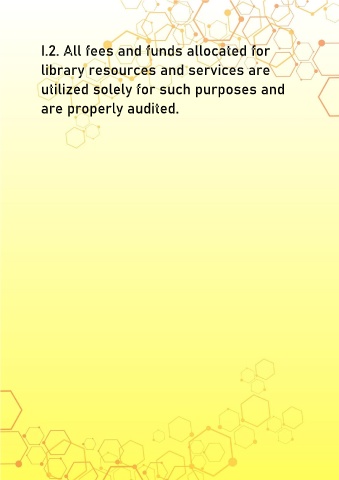 I.2. All fees and funds allocated for
library resources and services are
utilized solely for such purposes and
are properly audited.